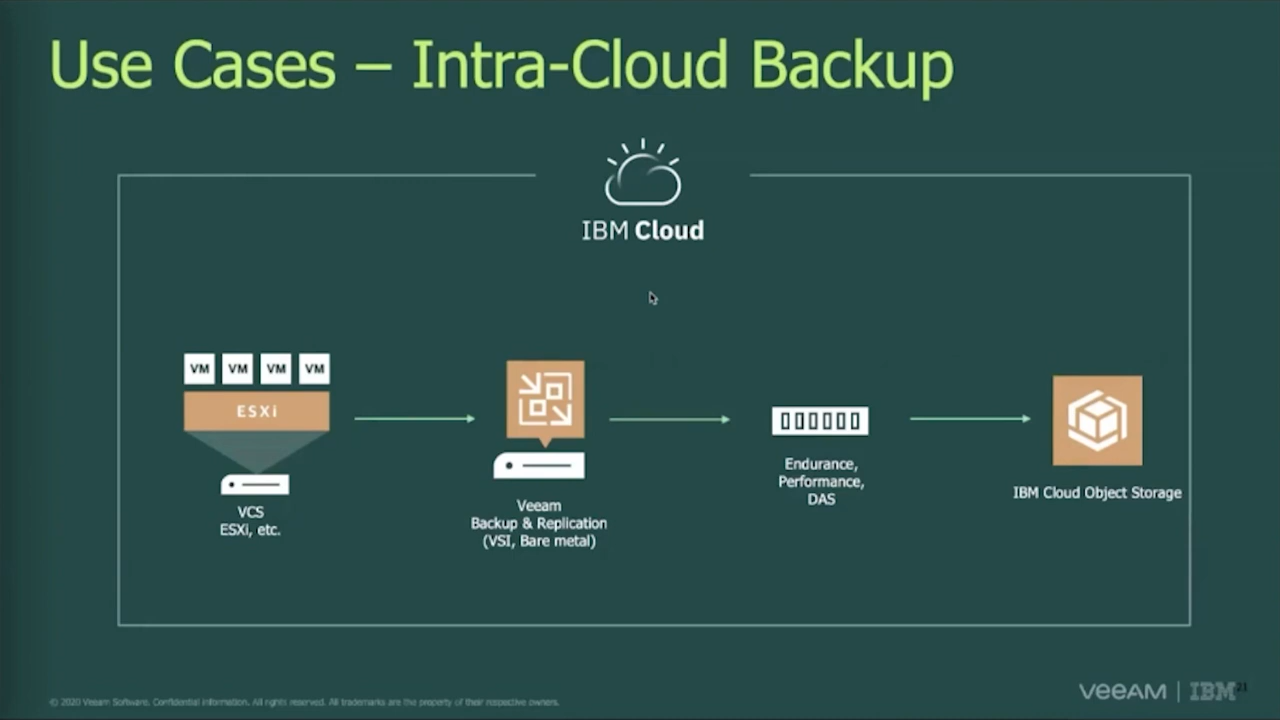 Use Cases – Intra-Cloud Backup
IBM Cloud
VM VM VM VM
ESXi
VCS
ESXi, etc.
Veeam
Backup & Replication
(VSI, Bare metal)
Endurance,
Performance,
DAS
IBM Cloud Object Storage
© 2020 Veeam Software. Confidential information. All rights reserved. All trademarks are the property of their respective owners.
VEEAM | IBM 21